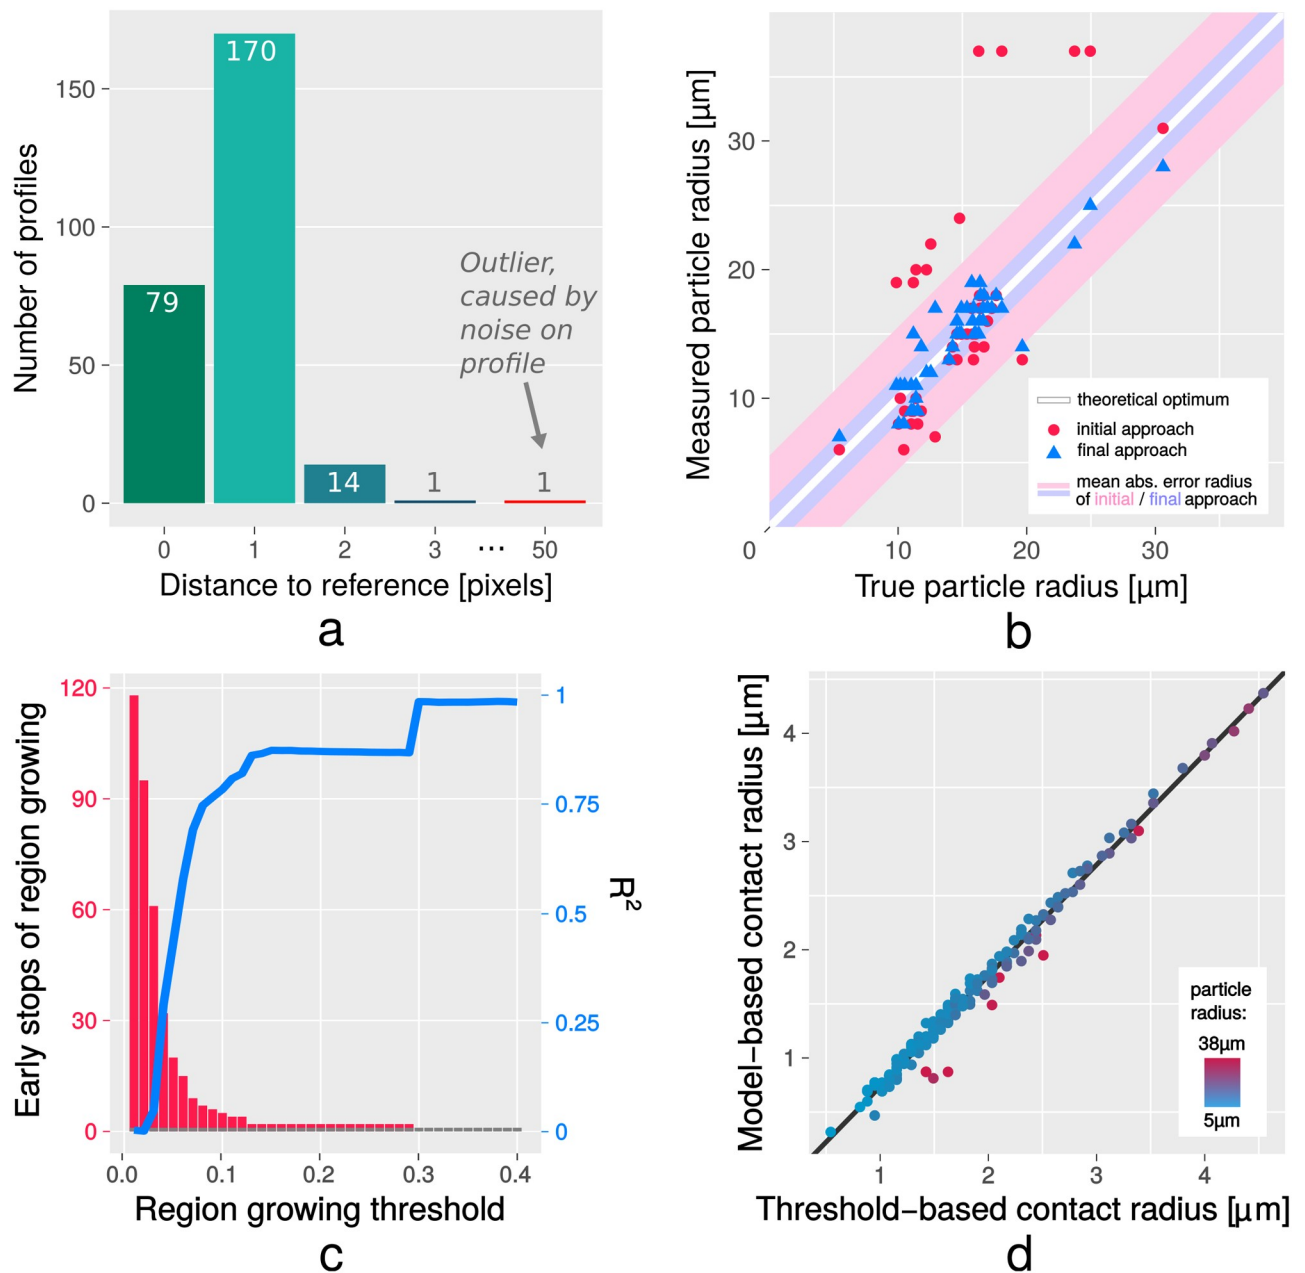 150
100
50
0
Number of profiles
79
170
14
1
1
Outlier,
caused by
noise on
profile
0
1
2
3
...
50
Distance to reference [pixels]
a
30
20
10
0
Measured particle radius [µm]
theoretical optimum
initial approach
final approach
mean abs. error radius
of initial / final approach
10
20
30
True particle radius [µm]
b
120
90
60
30
0
Early stops of region growing
1
0.75
0.5
0.25
0
R²
0.0
0.1
0.2
0.3
0.4
Region growing threshold
c
4
3
2
1
Model−based contact radius [µm]
particle
radius:
38µm
5µm
1
2
3
4
Threshold−based contact radius [µm]
d